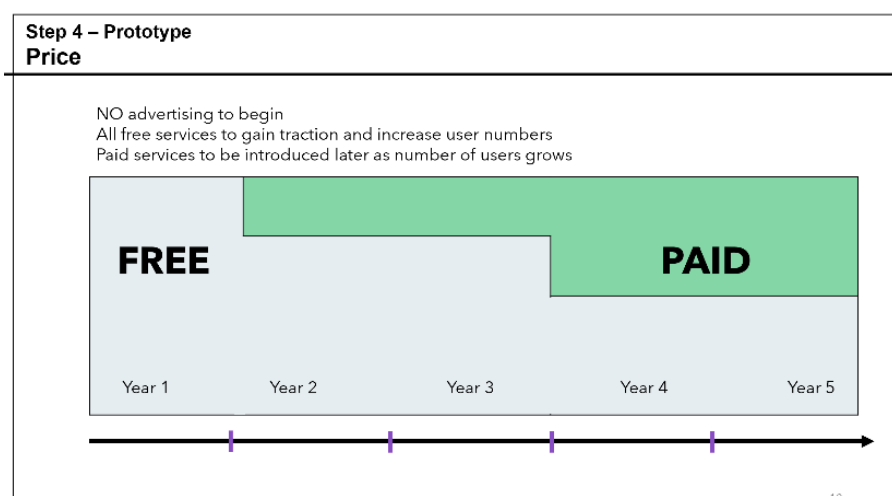 Step 4 – Prototype
Price
NO advertising to begin
All free services to gain traction and increase user numbers
Paid services to be introduced later as number of users grows
FREE
PAID
Year 1
Year 2
Year 3
Year 4
Year 5